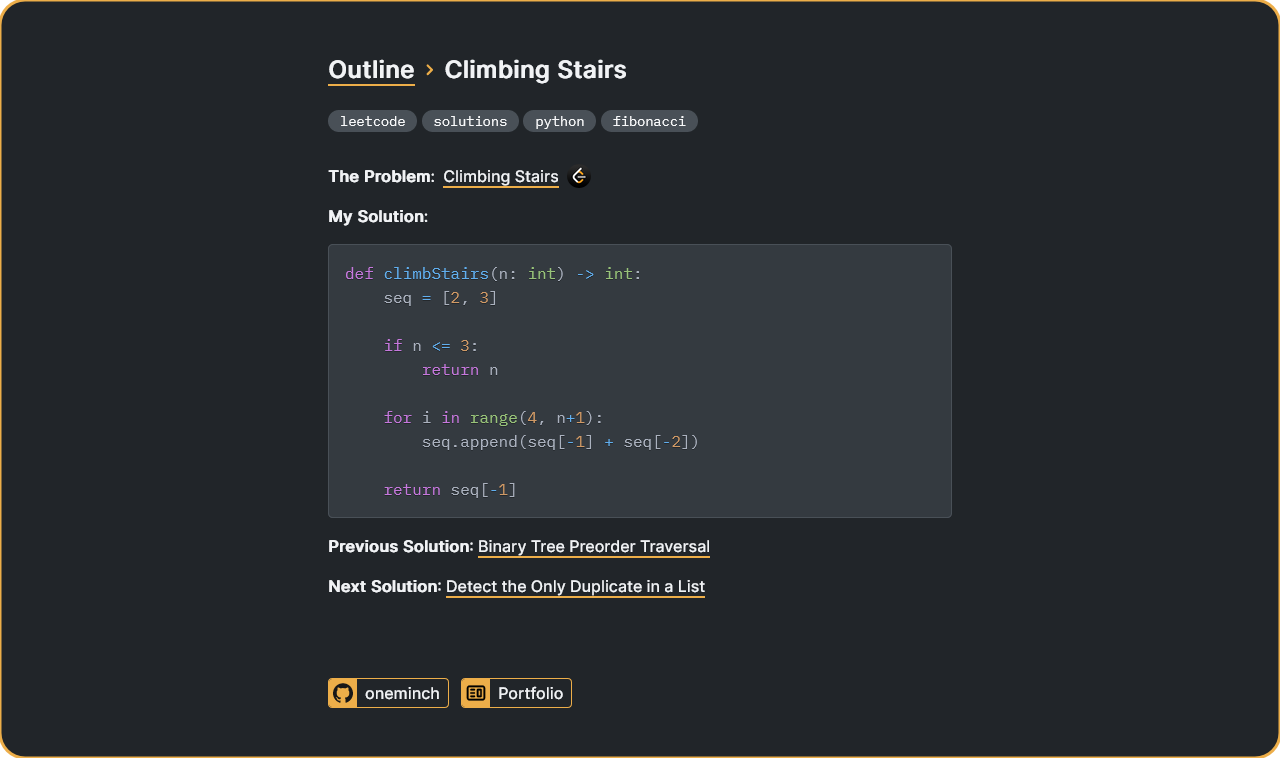 Outline › Climbing Stairs
leetcode solutions python fibonacci
The Problem: Climbing Stairs
My Solution:
def climbStairs(n: int) -> int:
    seq = [2, 3]
    if n <= 3:
        return n
    for i in range(4, n+1):
        seq.append(seq[-1] + seq[-2])
    return seq[-1]
Previous Solution: Binary Tree Preorder Traversal
Next Solution: Detect the Only Duplicate in a List
oneminch Portfolio